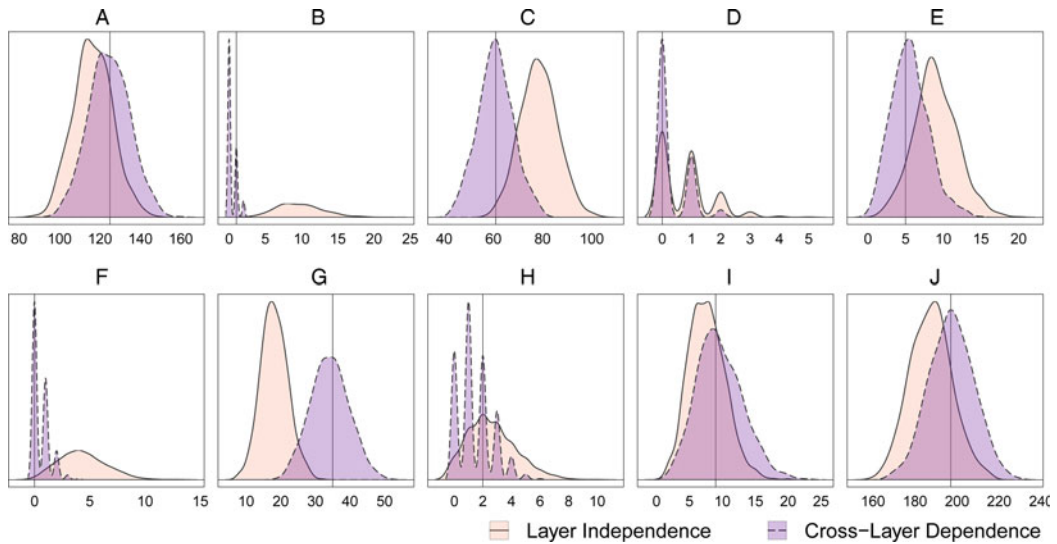 A B C D E
80 100 120 140 160 0 5 10 15 20 25 40 60 80 100 0 1 2 3 4 5 0 5 10 15 20
F G H I J
0 5 10 15 10 20 30 40 50 0 2 4 6 8 10 0 5 10 15 20 25 160 180 200 220 240
Layer Independence Cross-Layer Dependence